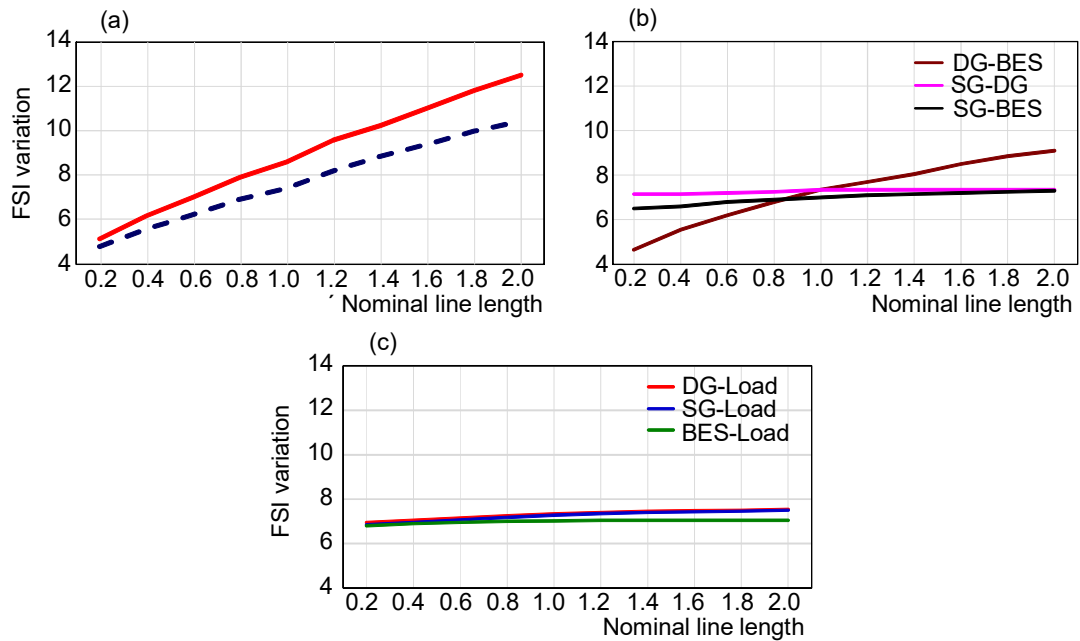 (a)
14
12
10
8
6
4
FSI variation
0.2 0.4 0.6 0.8 1.0 1.2 1.4 1.6 1.8 2.0
´ Nominal line length
(b)
14
12
10
8
6
4
DG-BES
SG-DG
SG-BES
0.2 0.4 0.6 0.8 1.0 1.2 1.4 1.6 1.8 2.0
Nominal line length
(c)
14
12
10
8
6
4
FSI variation
DG-Load
SG-Load
BES-Load
0.2 0.4 0.6 0.8 1.0 1.2 1.4 1.6 1.8 2.0
Nominal line length